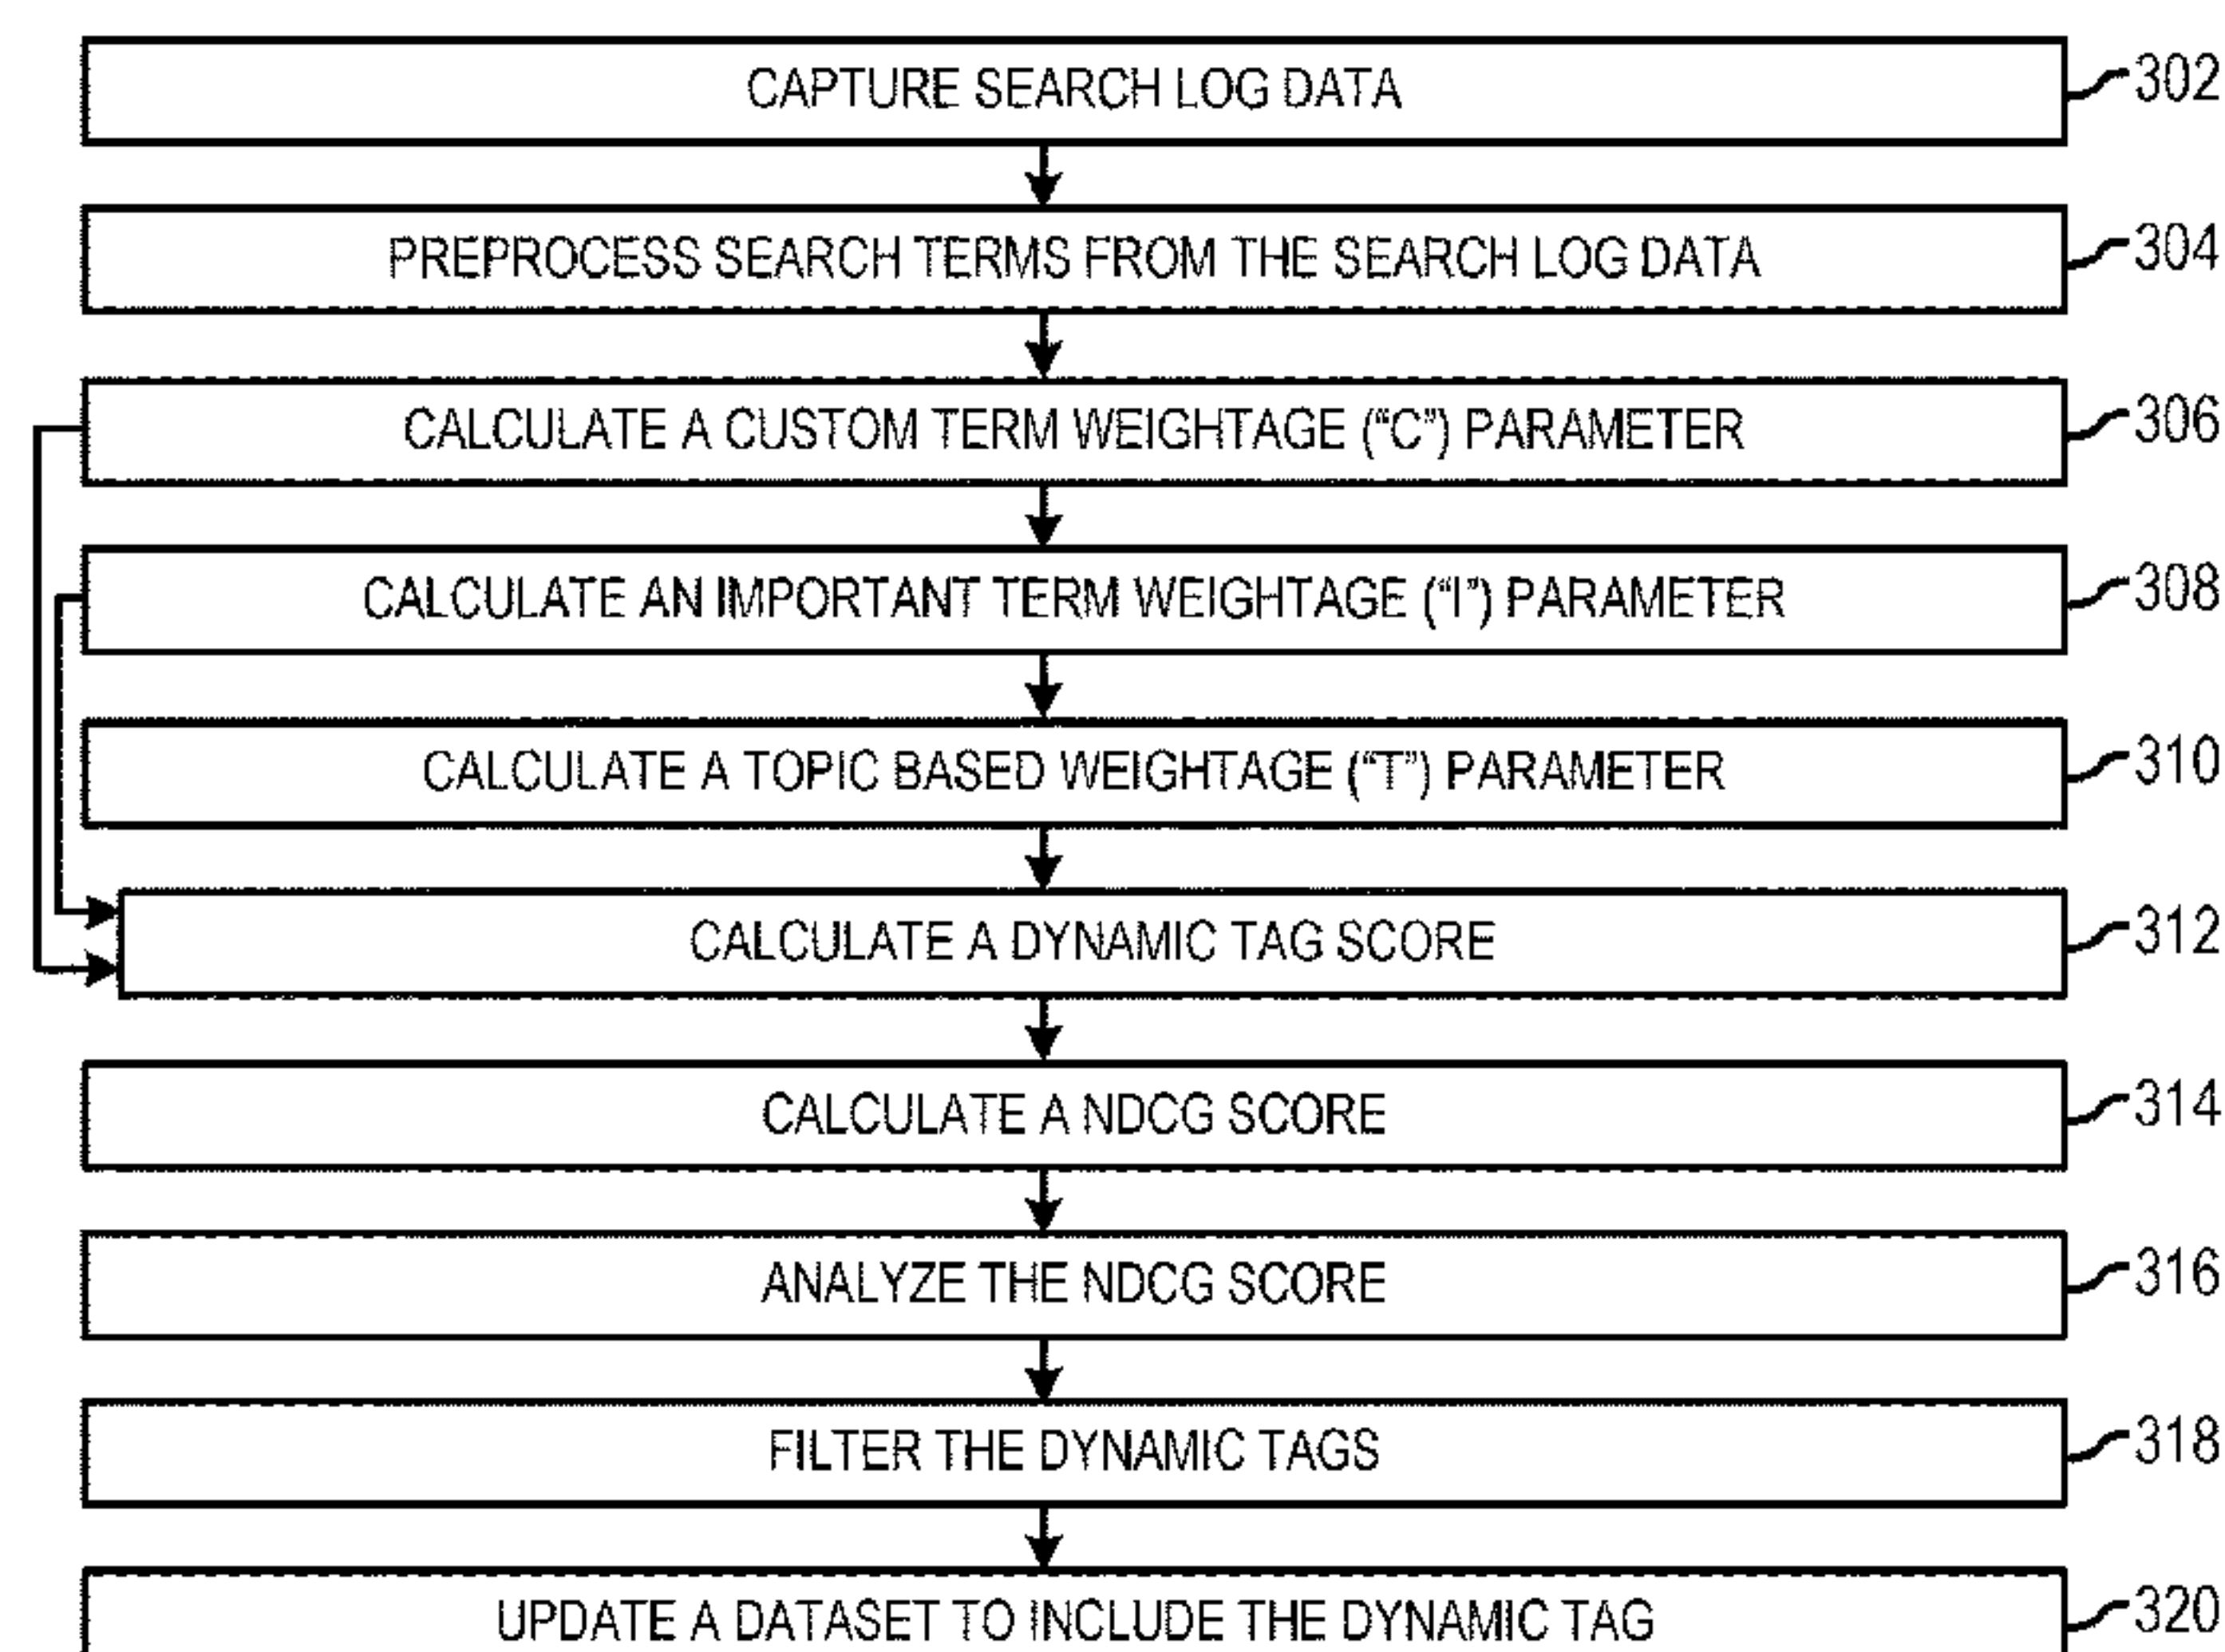 CAPTURE SEARCH LOG DATA 302
PREPROCESS SEARCH TERMS FROM THE SEARCH LOG DATA 304
CALCULATE A CUSTOM TERM WEIGHTAGE (“C”) PARAMETER 306
CALCULATE AN IMPORTANT TERM WEIGHTAGE (“I”) PARAMETER 308
CALCULATE A TOPIC BASED WEIGHTAGE (“T”) PARAMETER 310
CALCULATE A DYNAMIC TAG SCORE 312
CALCULATE A NDCG SCORE 314
ANALYZE THE NDCG SCORE 316
FILTER THE DYNAMIC TAGS 318
UPDATE A DATASET TO INCLUDE THE DYNAMIC TAG 320